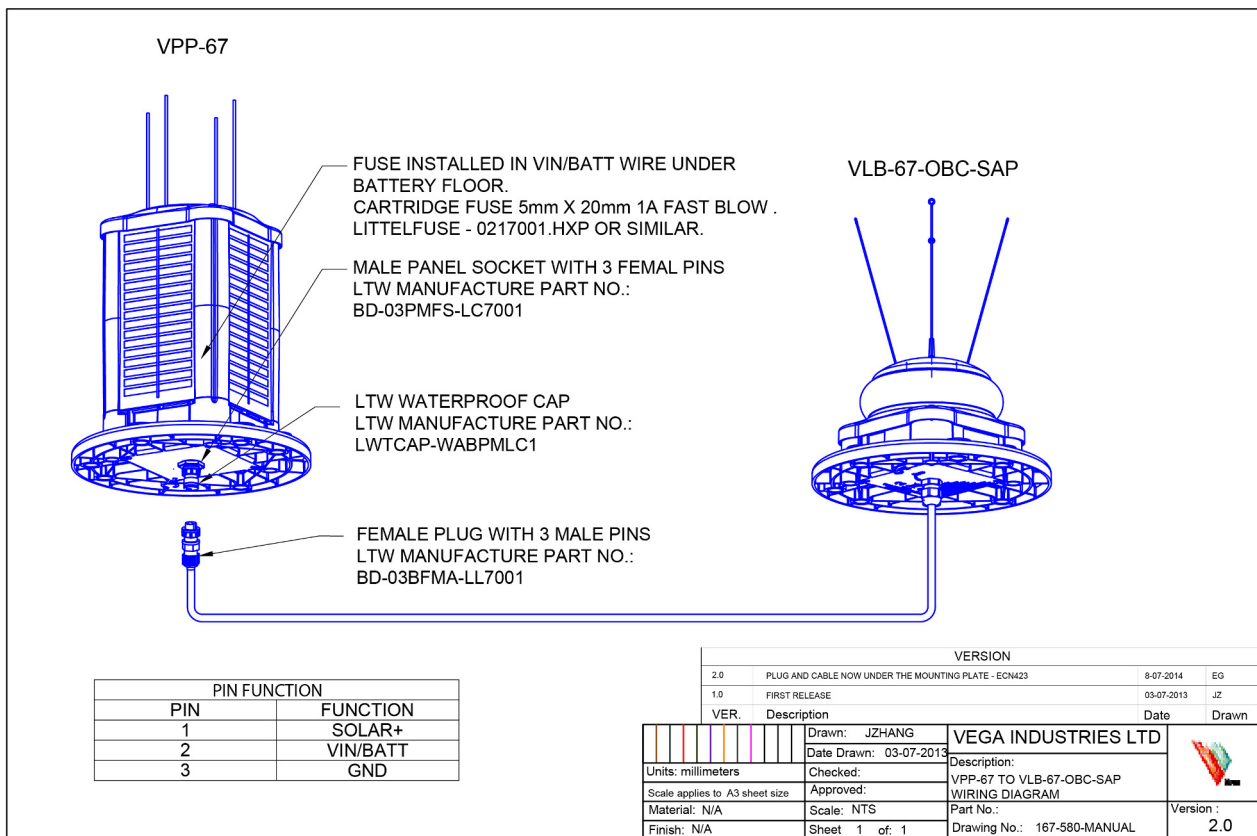 VPP-67
FUSE INSTALLED IN VIN/BATT WIRE UNDER
BATTERY FLOOR.
CARTRIDGE FUSE 5mm X 20mm 1A FAST BLOW .
LITTELFUSE - 0217001.HXP OR SIMILAR.
VLB-67-OBC-SAP
MALE PANEL SOCKET WITH 3 FEMAL PINS
LTW MANUFACTURE PART NO.:
BD-03PMFS-LC7001
LTW WATERPROOF CAP
LTW MANUFACTURE PART NO.:
LWTCAP-WABPMLC1
FEMALE PLUG WITH 3 MALE PINS
LTW MANUFACTURE PART NO.:
BD-03BFMA-LL7001
PIN FUNCTION
PIN FUNCTION
1 SOLAR+
2 VIN/BATT
3 GND
VERSION
2.0 PLUG AND CABLE NOW UNDER THE MOUNTING PLATE - ECN423 8-07-2014 EG
1.0 FIRST RELEASE 03-07-2013 JZ
VER. Description Date Drawn
Drawn: JZHANG
Date Drawn: 03-07-2013
Units: millimeters
Checked:
Scale applies to A3 sheet size
Approved:
Material: N/A
Scale: NTS
Finish: N/A
Sheet 1 of: 1
VEGA INDUSTRIES LTD
Description:
VPP-67 TO VLB-67-OBC-SAP
WIRING DIAGRAM
Part No.:
Drawing No.: 167-580-MANUAL
Version :
2.0